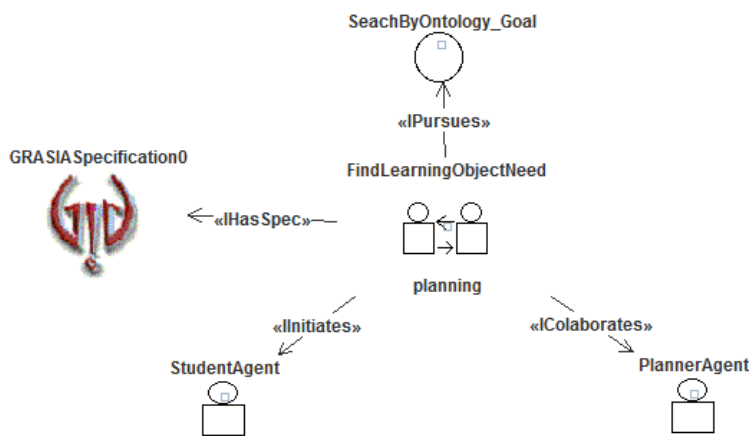 SeachByOntology_Goal
«IPursues»
GRASIASpecification0
FindLearningObjectNeed
«IHasSpec»
planning
«IInitiates»
«IColaborates»
StudentAgent
PlannerAgent